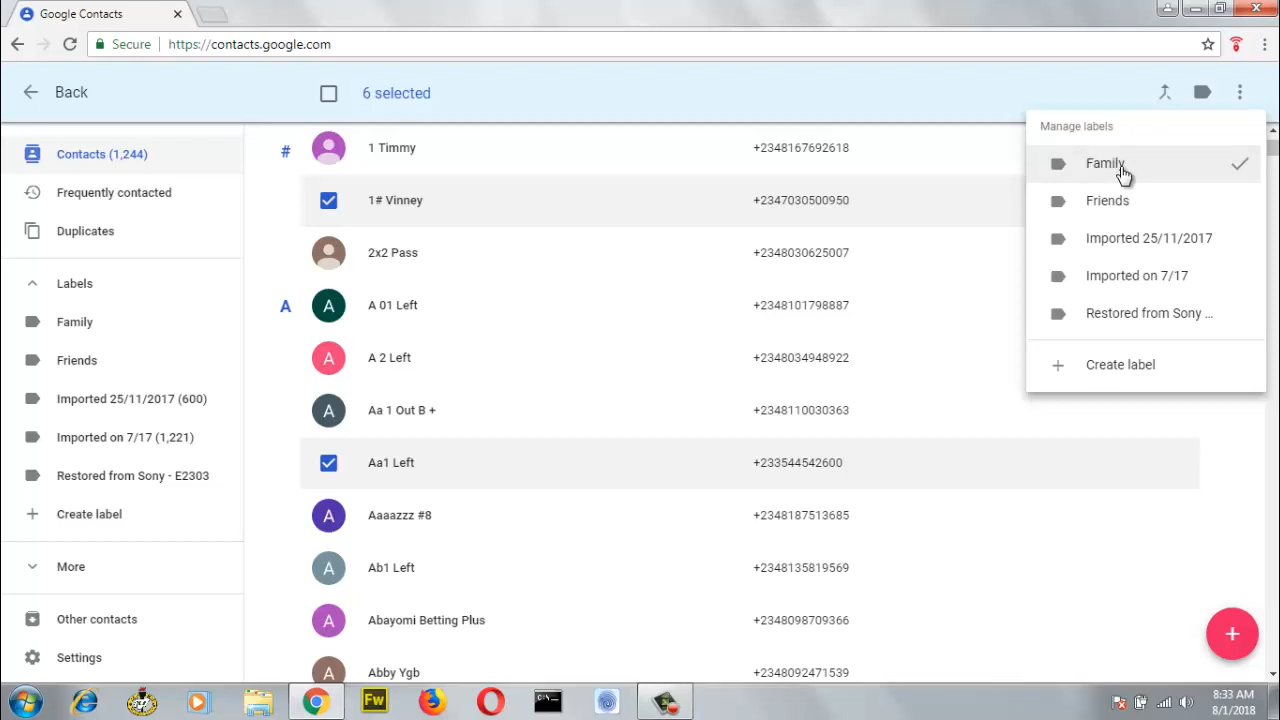 Google Contacts
Secure
https://contacts.google.com
Back
6 selected
Manage labels
Family
Friends
Imported 25/11/2017
Imported on 7/17
Restored from Sony ...
Create label
Contacts (1,244)
Frequently contacted
Duplicates
Labels
Family
Friends
Imported 25/11/2017 (600)
Imported on 7/17 (1,221)
Restored from Sony - E2303
Create label
More
Other contacts
Settings
#
1 Timmy +2348167692618
1# Vinney +2347030500950
2x2 Pass +2348030625007
A
A A 01 Left +2348101798887
A A 2 Left +2348034948922
A Aa 1 Out B + +2348110030363
Aa1 Left +233544542600
A Aaaazzz #8 +2348187513685
A Ab1 Left +2348135819569
A Abayomi Betting Plus +2348098709366
A Abby Ygb +2348092471539
Fw
8:33 AM
8/1/2018